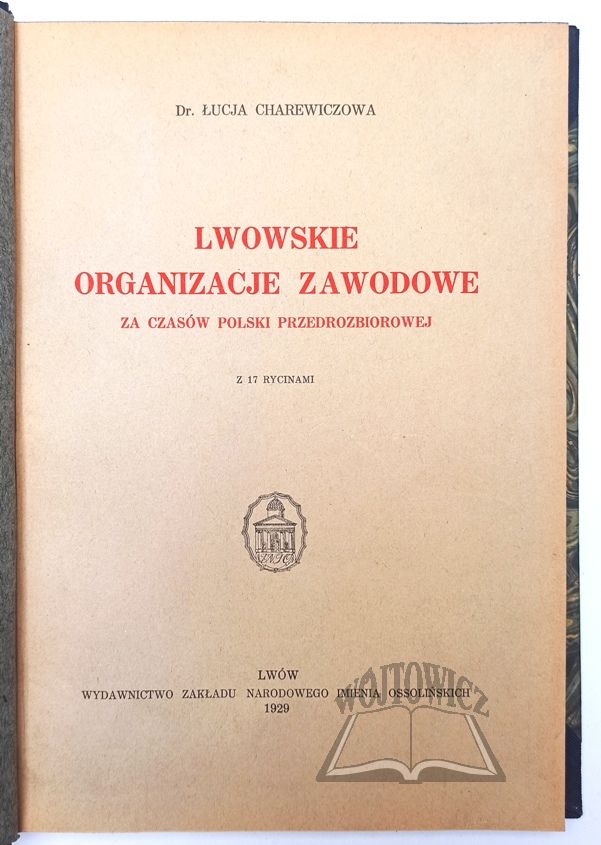 Dr. ŁUCJA CHAREWICZOWA
LWOWSKIE
ORGANIZACJE ZAWODOWE
ZA CZASÓW POLSKI PRZEDROZBIOROWEJ
Z 17 RYCINAMI
LWÓW
WYDAWNICTWO ZAKŁADU NARODOWEGO IMIENIA OSSOLIŃSKICH
1929
WÓJTOWICZ